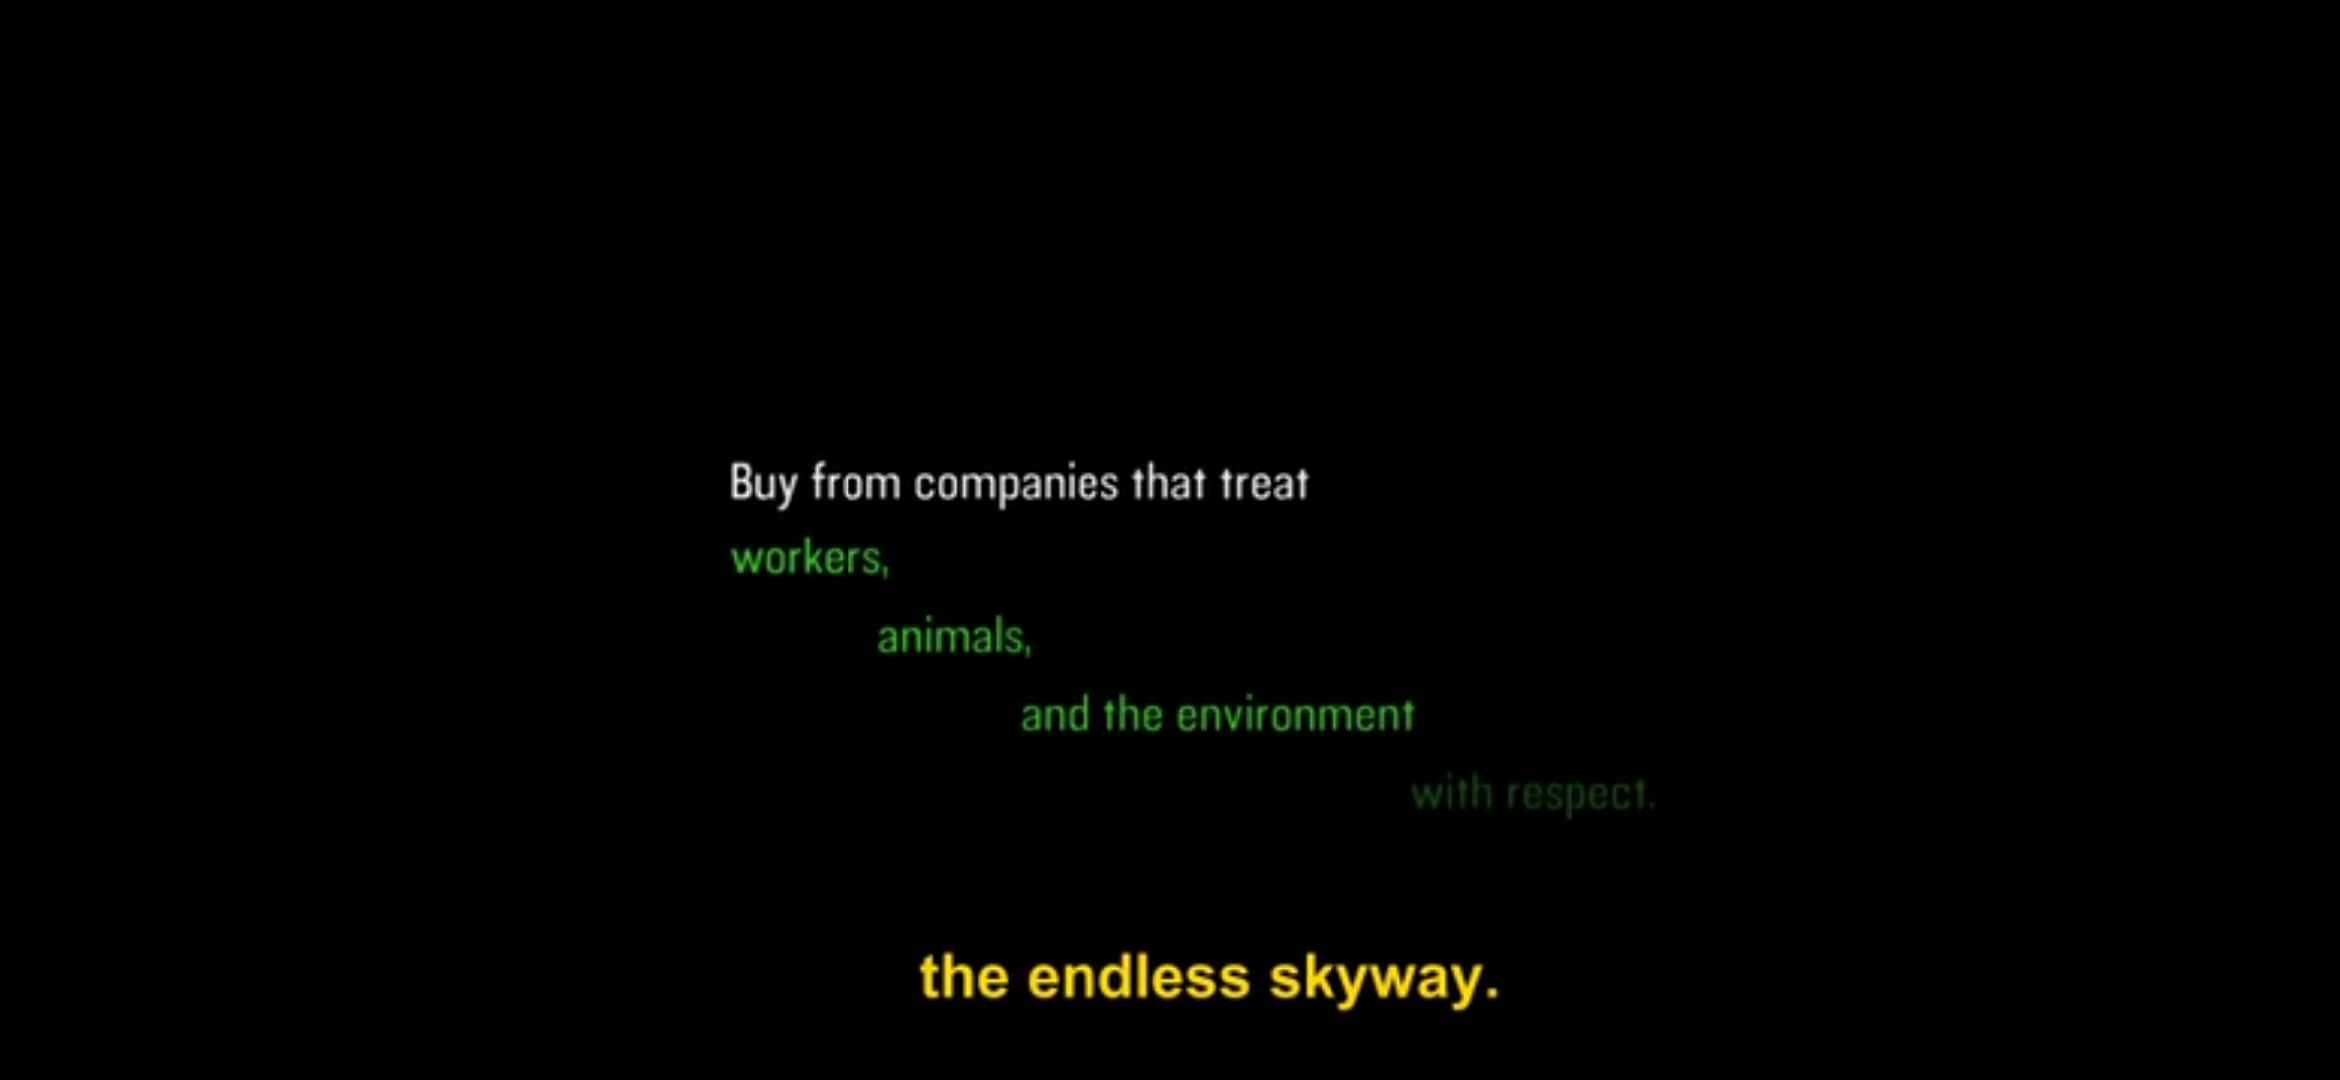 Buy from companies that treat
workers,
animals,
and the environment
with respect.
the endless skyway.